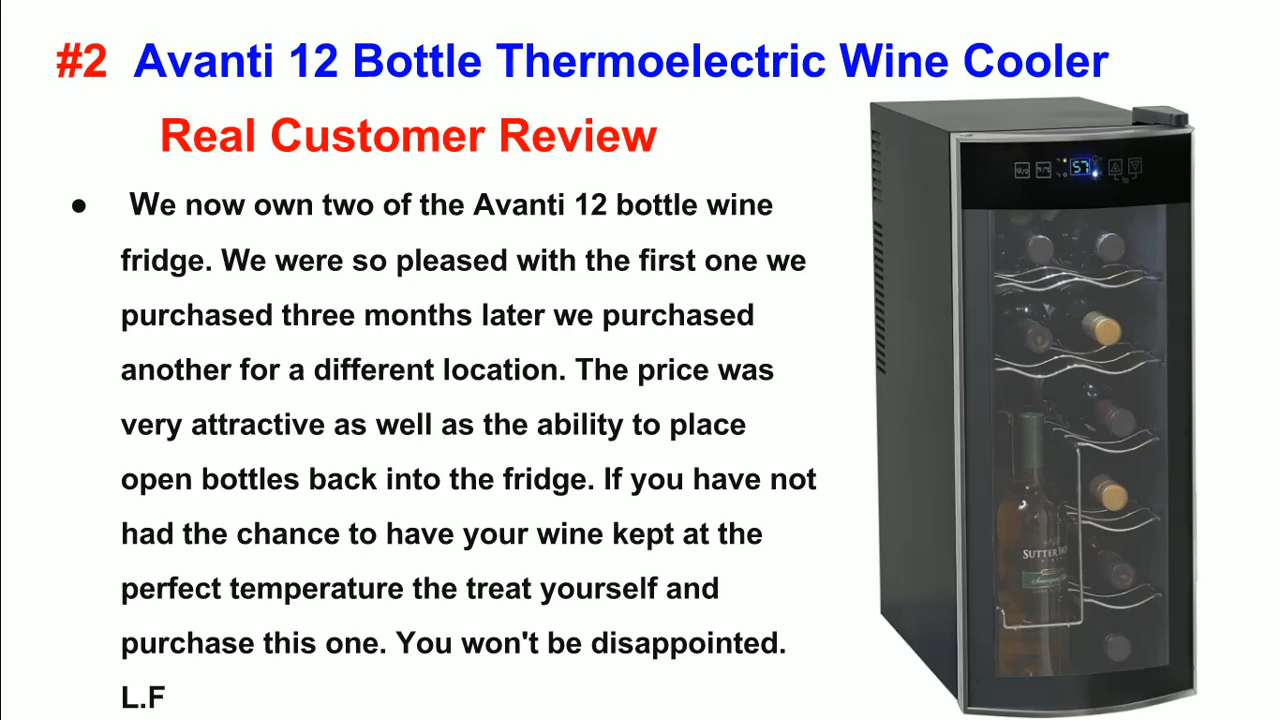 #2 Avanti 12 Bottle Thermoelectric Wine Cooler
Real Customer Review
● We now own two of the Avanti 12 bottle wine
fridge. We were so pleased with the first one we
purchased three months later we purchased
another for a different location. The price was
very attractive as well as the ability to place
open bottles back into the fridge. If you have not
had the chance to have your wine kept at the
perfect temperature the treat yourself and
purchase this one. You won't be disappointed.
L.F
57
SUTTER